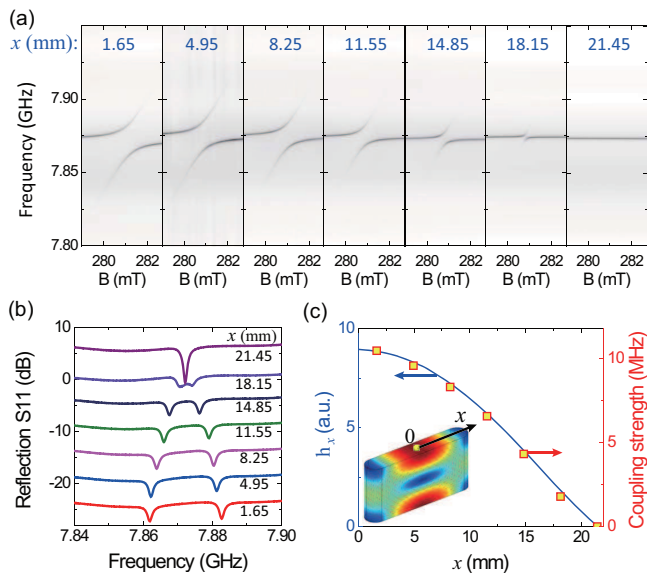 (a)
x (mm): 1.65 4.95 8.25 11.55 14.85 18.15 21.45
Frequency (GHz)
7.90
7.85
7.80
280 282 280 282 280 282 280 282 280 282 280 282 280 282
B (mT) B (mT) B (mT) B (mT) B (mT) B (mT) B (mT)
(b)
Reflection S11 (dB)
10
0
-10
-20
x (mm)
21.45
18.15
14.85
11.55
8.25
4.95
1.65
7.84 7.86 7.88 7.90
Frequency (GHz)
(c)
hₓ (a.u.)
10
5
0
0 x
0 5 10 15 20
x (mm)
10
5
0
Coupling strength (MHz)